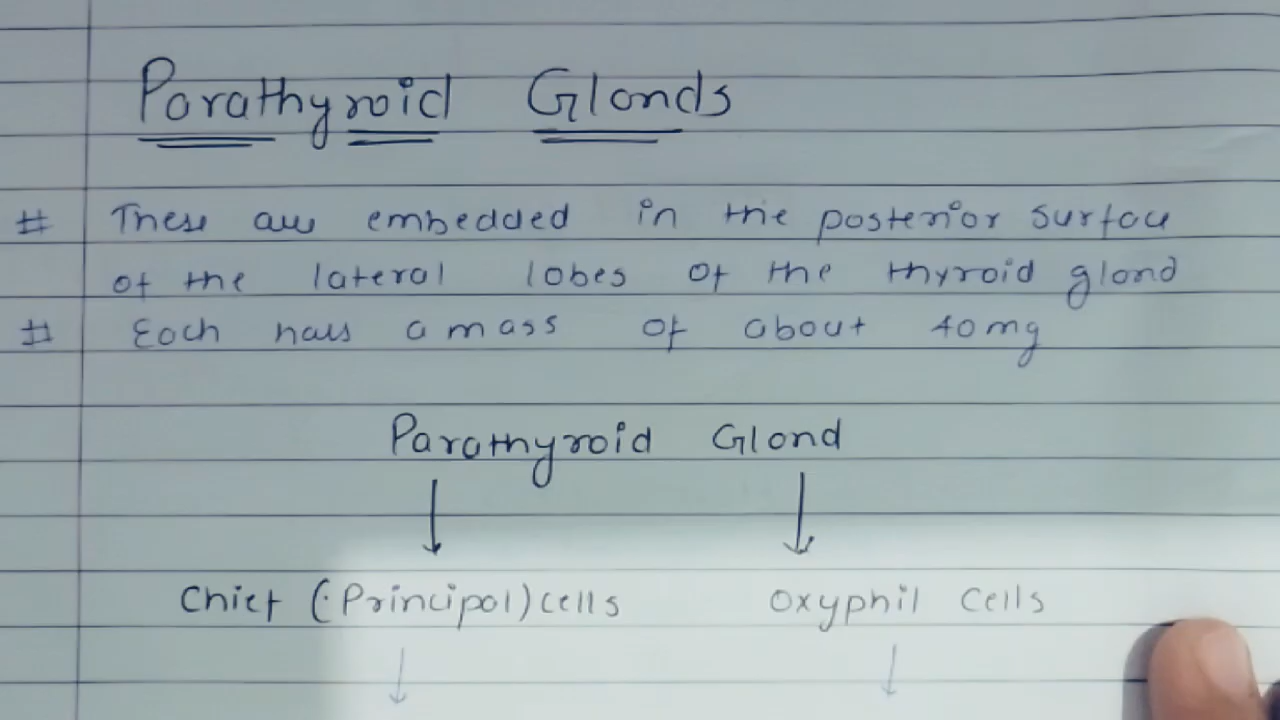 Parathyroid Glands
# These are embedded in the posterior surface
of the lateral lobes of the thyroid gland
# Each has a mass of about 40mg
Parathyroid Gland
Chief (Principal) cells Oxyphil Cells